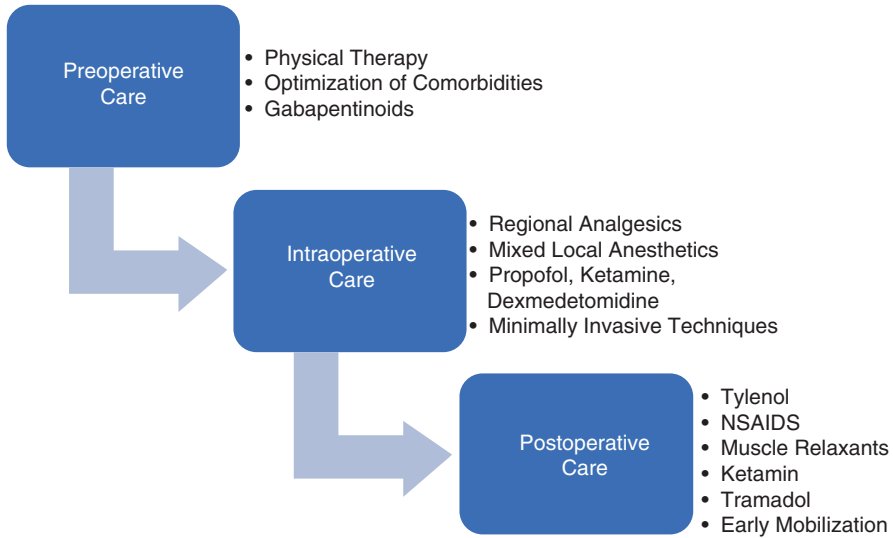 Preoperative
Care
• Physical Therapy
• Optimization of Comorbidities
• Gabapentinoids
Intraoperative
Care
• Regional Analgesics
• Mixed Local Anesthetics
• Propofol, Ketamine,
Dexmedetomidine
• Minimally Invasive Techniques
Postoperative
Care
• Tylenol
• NSAIDS
• Muscle Relaxants
• Ketamin
• Tramadol
• Early Mobilization